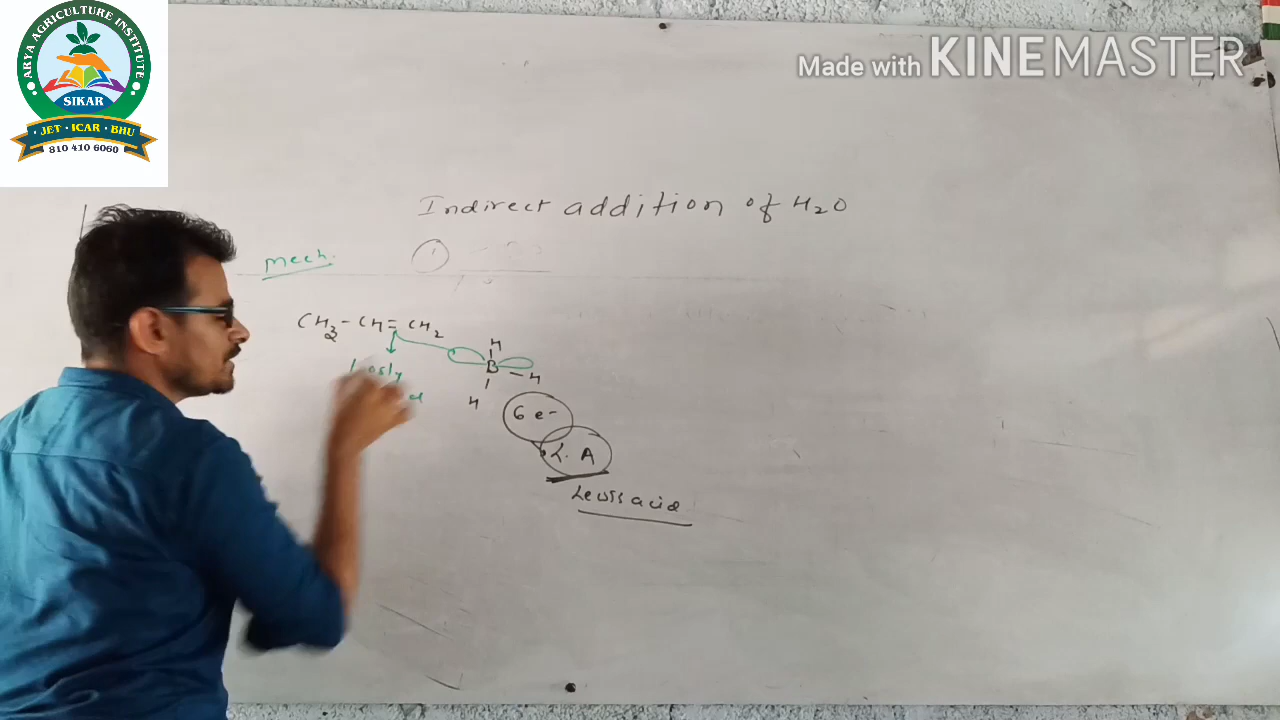 ARYA AGRICULTURE INSTITUTE
SIKAR
JET · ICAR · BHU
810 410 6060
Made with KINEMASTER
Indirect addition of H2O
Mech.
1
CH3 - CH = CH2
H
B - H
H
6 e-
L. A
Lewis acid